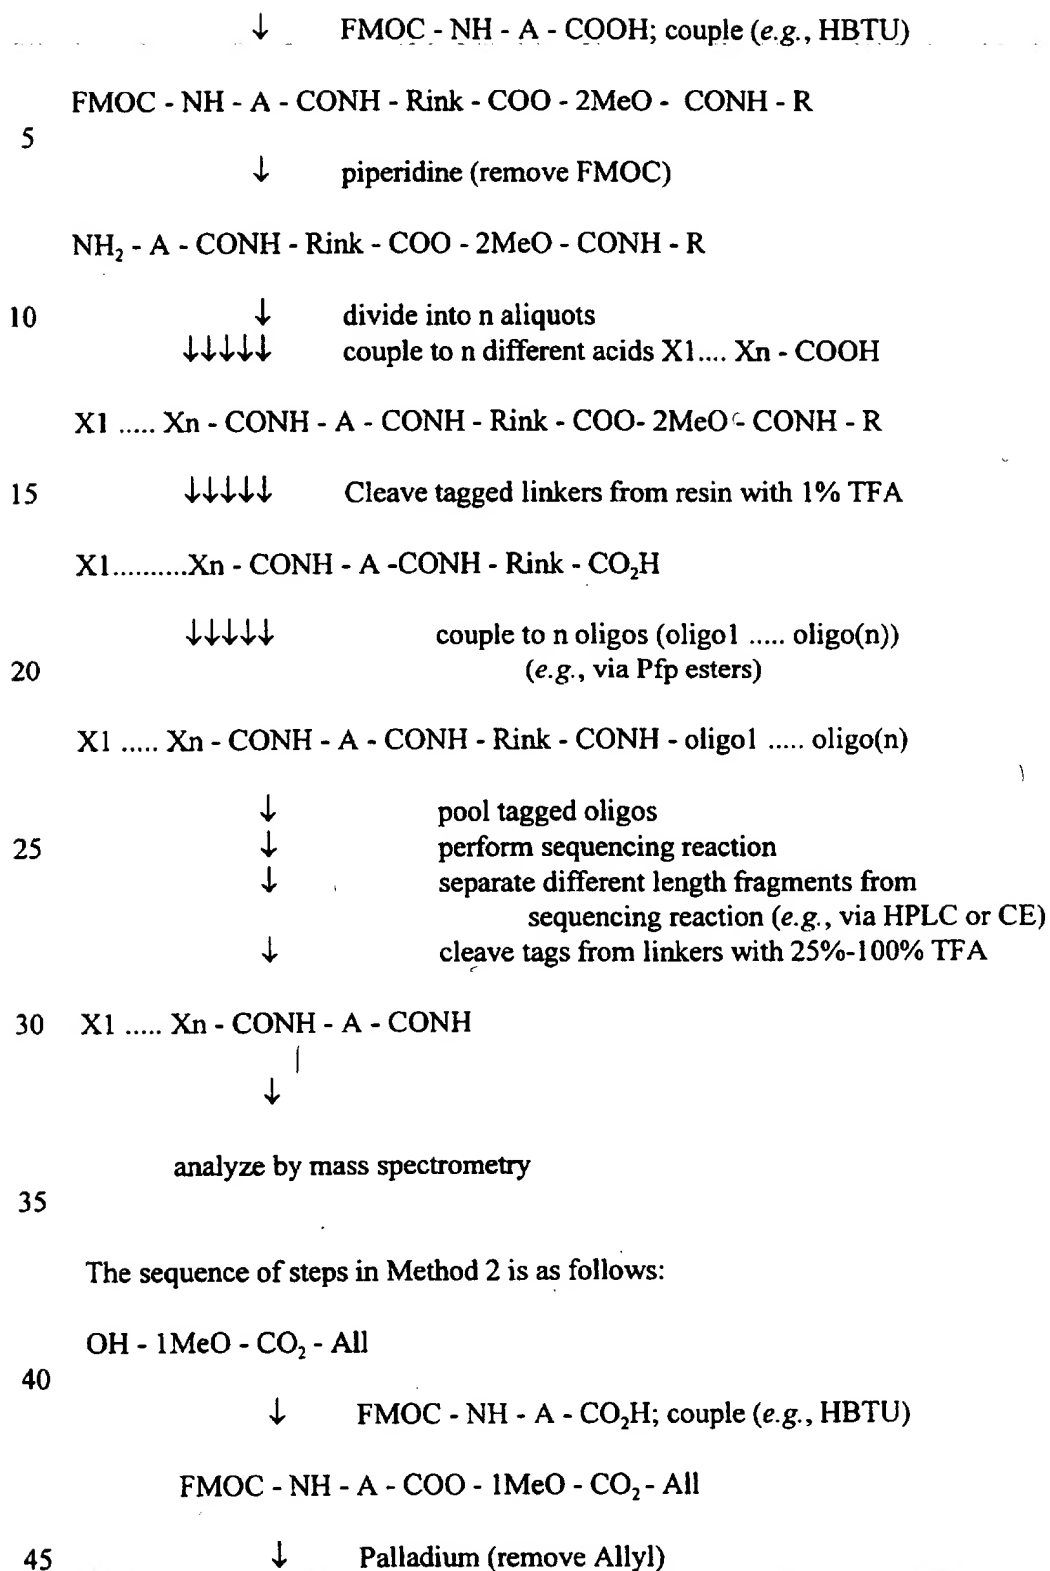 ↓ FMOC - NH - A - COOH; couple (e.g., HBTU)
FMOC - NH - A - CONH - Rink - COO - 2MeO - CONH - R
5
↓ piperidine (remove FMOC)
NH₂ - A - CONH - Rink - COO - 2MeO - CONH - R
10 ↓ divide into n aliquots
↓↓↓↓↓ couple to n different acids X1.... Xn - COOH
X1 ..... Xn - CONH - A - CONH - Rink - COO- 2MeO - CONH - R
15 ↓↓↓↓↓ Cleave tagged linkers from resin with 1% TFA
X1..........Xn - CONH - A -CONH - Rink - CO₂H
↓↓↓↓↓ couple to n oligos (oligo1 ..... oligo(n))
20 (e.g., via Pfp esters)
X1 ..... Xn - CONH - A - CONH - Rink - CONH - oligo1 ..... oligo(n)
↓ pool tagged oligos
25 ↓ perform sequencing reaction
↓ separate different length fragments from
sequencing reaction (e.g., via HPLC or CE)
↓ cleave tags from linkers with 25%-100% TFA
30 X1 ..... Xn - CONH - A - CONH
↓
analyze by mass spectrometry
35
The sequence of steps in Method 2 is as follows:
OH - 1MeO - CO₂ - All
40
↓ FMOC - NH - A - CO₂H; couple (e.g., HBTU)
FMOC - NH - A - COO - 1MeO - CO₂ - All
45 ↓ Palladium (remove Allyl)